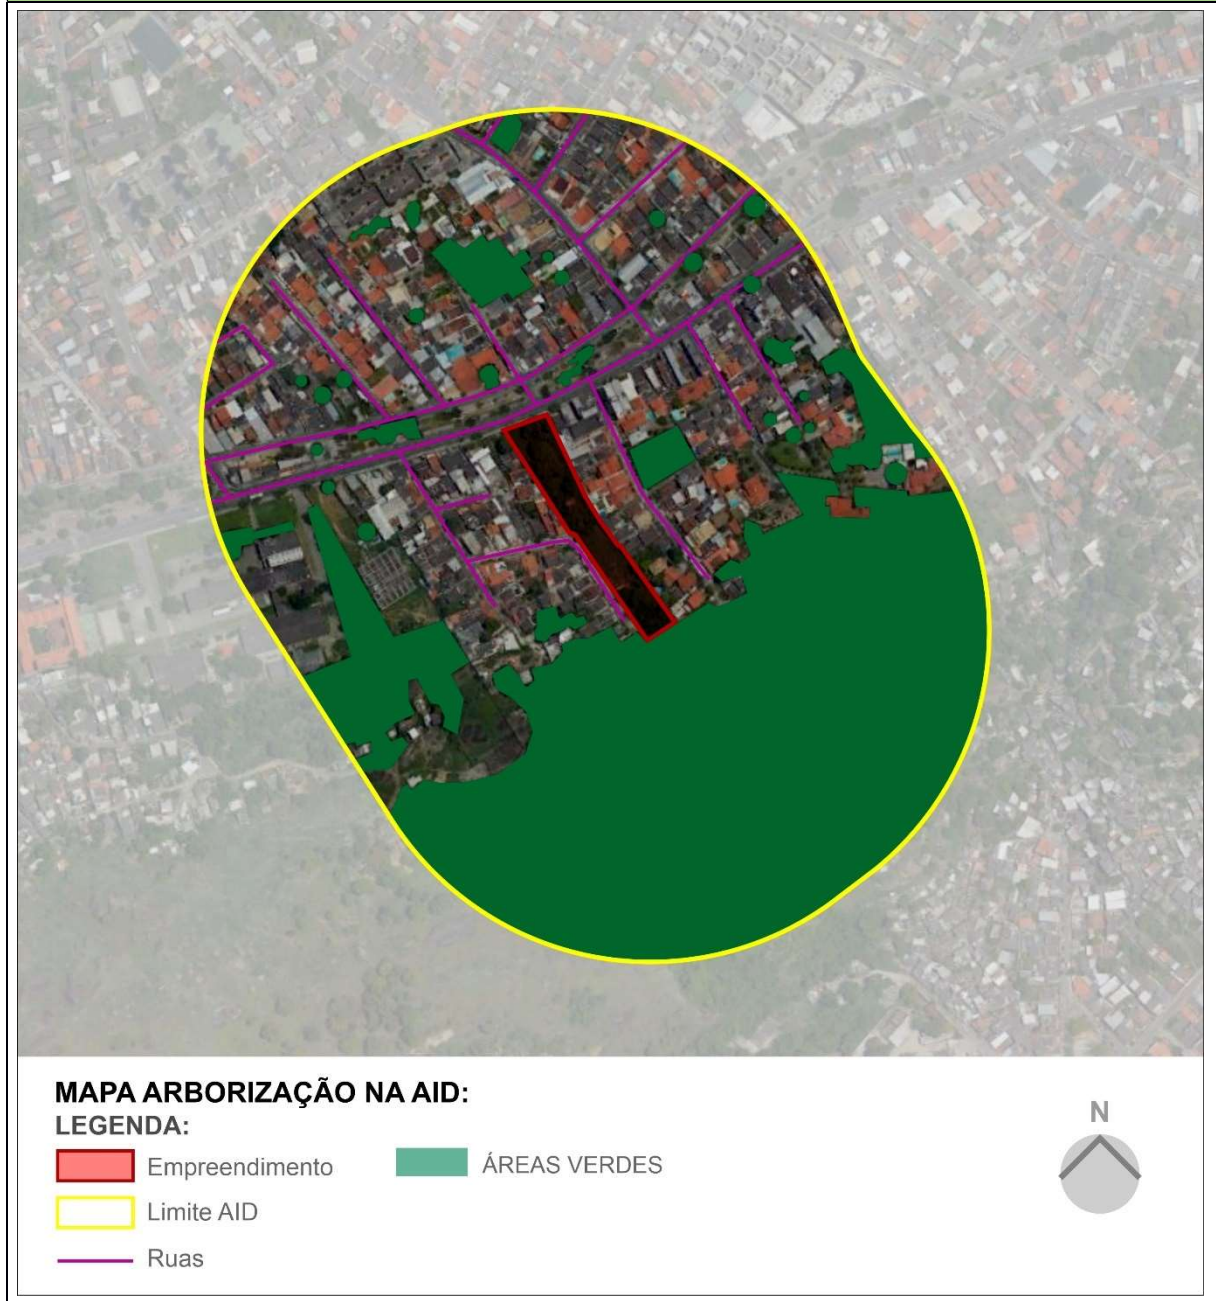 MAPA ARBORIZAÇÃO NA AID:
LEGENDA:
Empreendimento
ÁREAS VERDES
Limite AID
Ruas
N